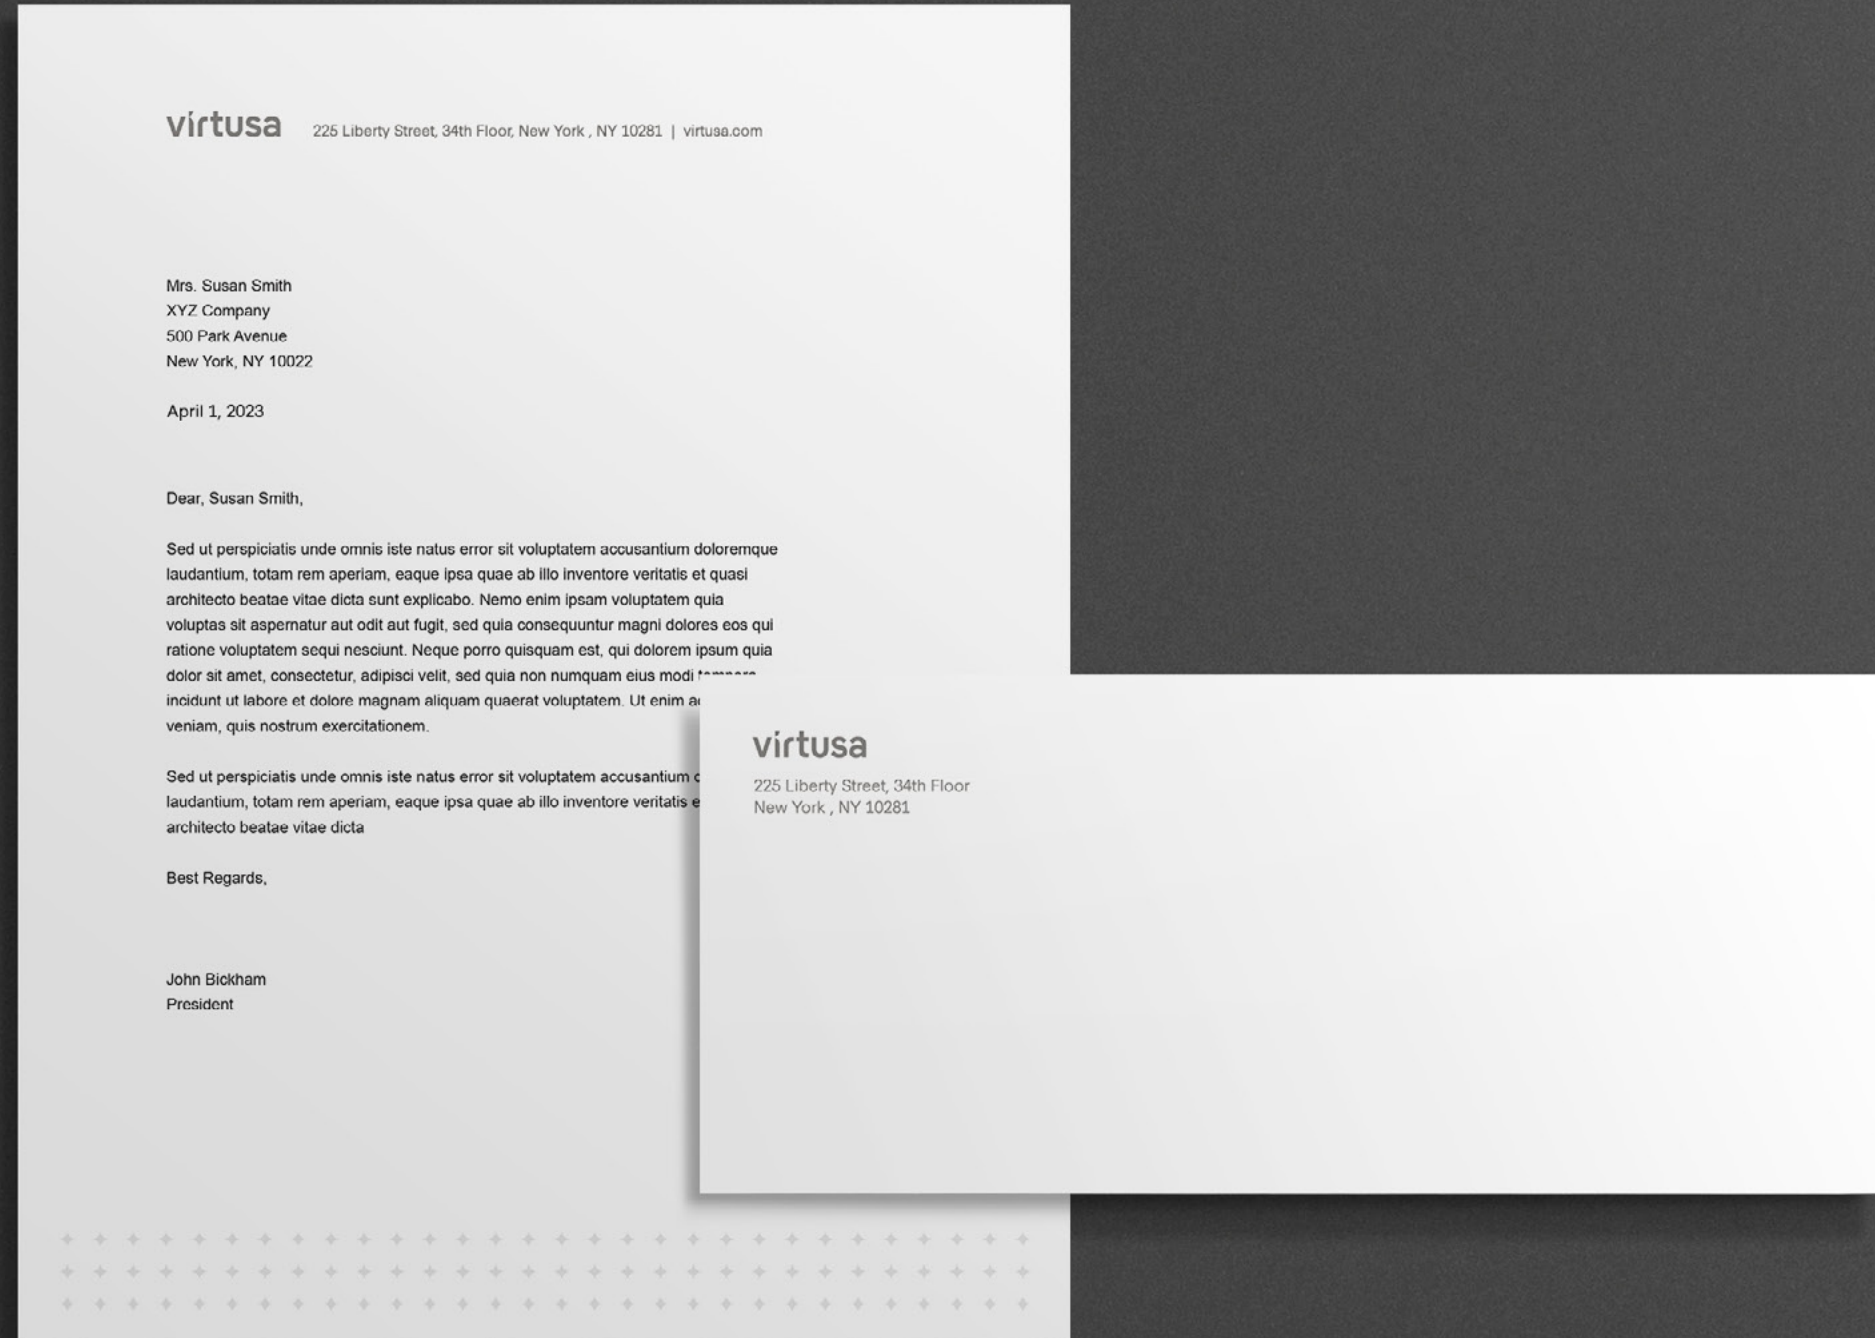 virtusa 225 Liberty Street, 34th Floor, New York , NY 10281 | virtusa.com
Mrs. Susan Smith
XYZ Company
500 Park Avenue
New York, NY 10022
April 1, 2023
Dear, Susan Smith,
Sed ut perspiciatis unde omnis iste natus error sit voluptatem accusantium doloremque
laudantium, totam rem aperiam, eaque ipsa quae ab illo inventore veritatis et quasi
architecto beatae vitae dicta sunt explicabo. Nemo enim ipsam voluptatem quia
voluptas sit aspernatur aut odit aut fugit, sed quia consequuntur magni dolores eos qui
ratione voluptatem sequi nesciunt. Neque porro quisquam est, qui dolorem ipsum quia
dolor sit amet, consectetur, adipisci velit, sed quia non numquam eius modi
incidunt ut labore et dolore magnam aliquam quaerat voluptatem. Ut enim
veniam, quis nostrum exercitationem.
Sed ut perspiciatis unde omnis iste natus error sit voluptatem accusantium
laudantium, totam rem aperiam, eaque ipsa quae ab illo inventore veritatis
architecto beatae vitae dicta
Best Regards,
John Bickham
President
virtusa
225 Liberty Street, 34th Floor
New York , NY 10281